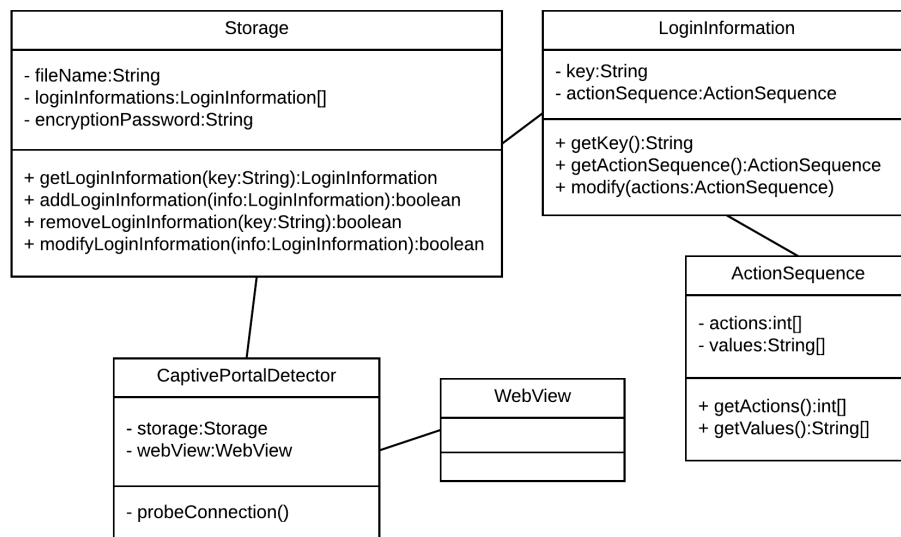 Storage
- fileName:String
- loginInformations:LoginInformation[]
- encryptionPassword:String
+ getLoginInformation(key:String):LoginInformation
+ addLoginInformation(info:LoginInformation):boolean
+ removeLoginInformation(key:String):boolean
+ modifyLoginInformation(info:LoginInformation):boolean
LoginInformation
- key:String
- actionSequence:ActionSequence
+ getKey():String
+ getActionSequence():ActionSequence
+ modify(actions:ActionSequence)
ActionSequence
- actions:int[]
- values:String[]
+ getActions():int[]
+ getValues():String[]
CaptivePortalDetector
- storage:Storage
- webView:WebView
- probeConnection()
WebView